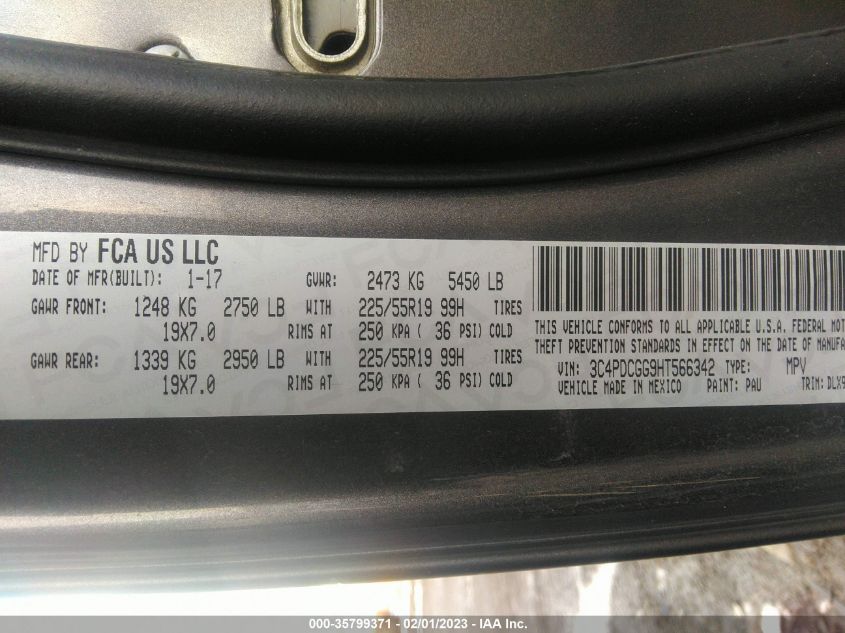 MFD BY FCA US LLC
DATE OF MFR(BUILT): 1-17 GVWR: 2473 KG 5450 LB
GAWR FRONT: 1248 KG 2750 LB WITH 225/55R19 99H TIRES
19X7.0 RIMS AT 250 KPA ( 36 PSI) COLD
GAWR REAR: 1339 KG 2950 LB WITH 225/55R19 99H TIRES
19X7.0 RIMS AT 250 KPA ( 36 PSI) COLD
THIS VEHICLE CONFORMS TO ALL APPLICABLE U.S.A. FEDERAL MOT
THEFT PREVENTION STANDARDS IN EFFECT ON THE DATE OF MANUFA
VIN: 3C4PDCGG9HT566342 TYPE: MPV
VEHICLE MADE IN MEXICO PAINT: PAU TRIM: DLX9
000-35799371 - 02/01/2023 - IAA Inc.